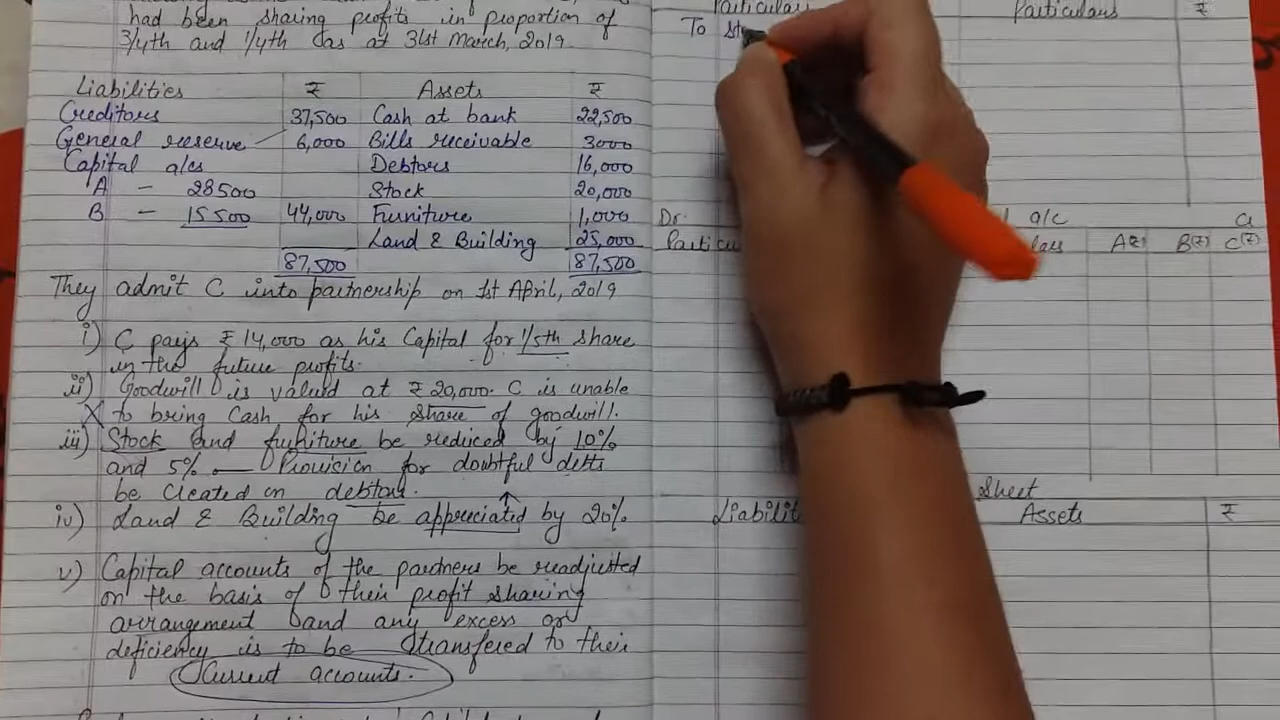 had been sharing profits in proportion of
3/4th and 1/4th as at 31st March, 2019.
Liabilities ₹ Assets ₹
Creditors 37,500 Cash at bank 22,500
General reserve 6,000 Bills receivable 3000
Capital a/cs Debtors 16,000
A - 28500 Stock 20,000
B - 15500 44,000 Furniture 1,000
Land & Building 25,000
87,500 87,500
They admit C into partnership on 1st April, 2019
i) C pays ₹ 14,000 as his Capital for 1/5th share
in the future profits.
ii) Goodwill is valued at ₹ 20,000. C is unable
to bring Cash for his share of goodwill.
iii) Stock and furniture be reduced by 10%
and 5% Provision for doubtful debts
be created on debtors.
iv) Land & Building be appreciated by 20%
v) Capital accounts of the partners be readjusted
on the basis of their profit sharing
arrangement and any excess or
deficiency is to be transfered to their
Current accounts.
Particulars Particulars ₹
To st
Dr. a/c Cr
A(₹) B(₹) C(₹)
Sheet
Assets ₹